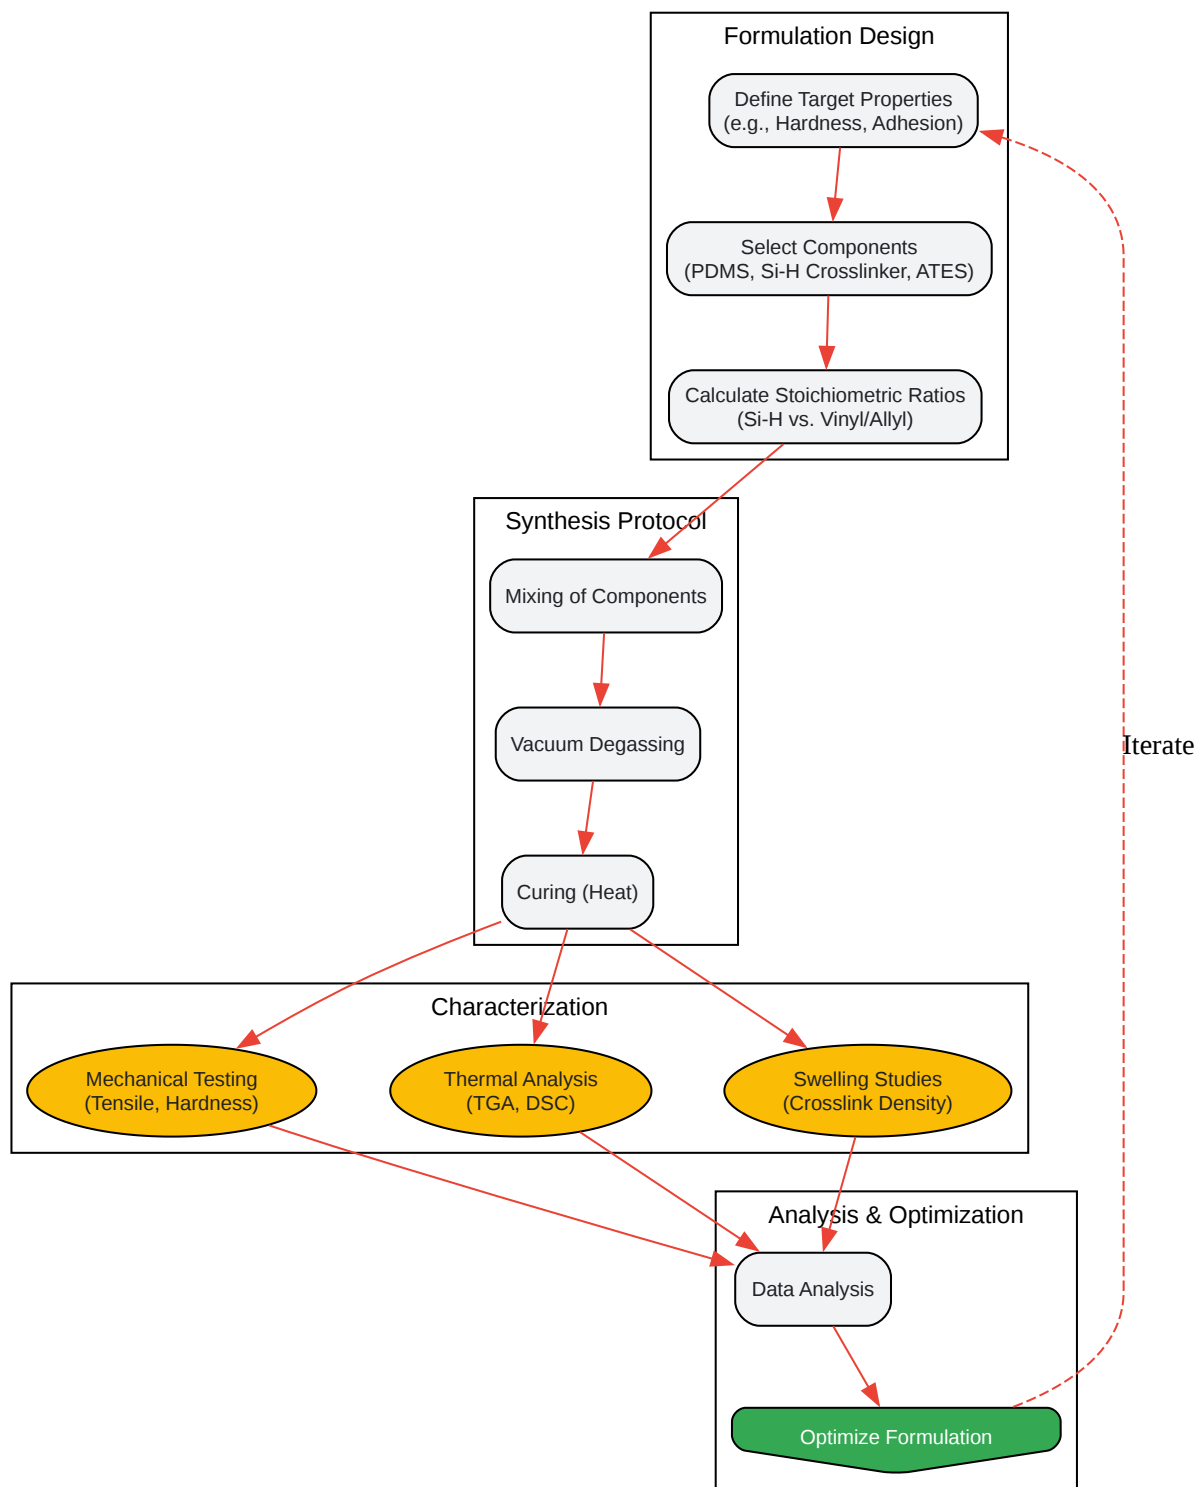 Formulation Design
Define Target Properties
(e.g., Hardness, Adhesion)
Select Components
(PDMS, Si-H Crosslinker, ATES)
Calculate Stoichiometric Ratios
(Si-H vs. Vinyl/Allyl)
Synthesis Protocol
Mixing of Components
Vacuum Degassing
Iterate
Curing (Heat)
Characterization
Mechanical Testing
(Tensile, Hardness)
Thermal Analysis
(TGA, DSC)
Swelling Studies
(Crosslink Density)
Analysis & Optimization
Data Analysis
Optimize Formulation